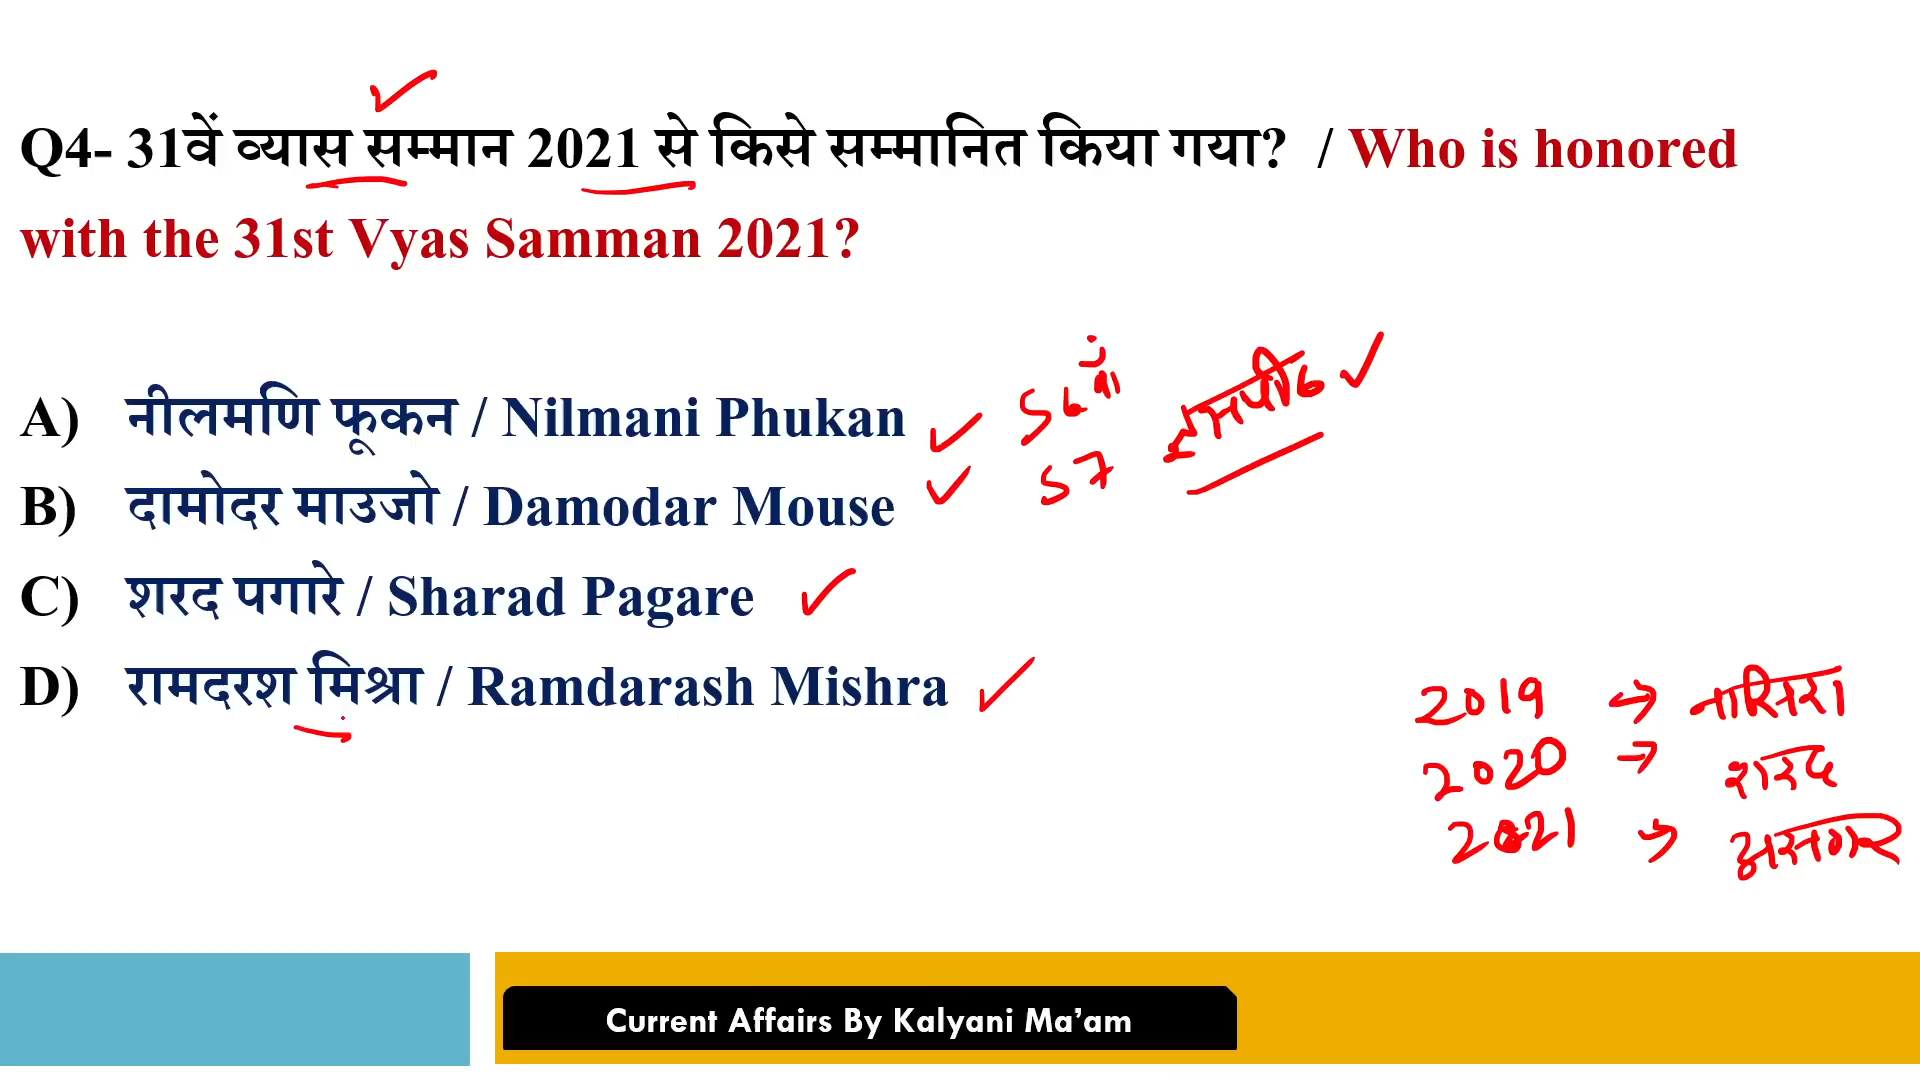 Q4- 31वें व्यास सम्मान 2021 से किसे सम्मानित किया गया? / Who is honored
with the 31st Vyas Samman 2021?
A) नीलमणि फूकन / Nilmani Phukan
56 वां
B) दामोदर माउजो / Damodar Mouse
57
C) शरद पगारे / Sharad Pagare
D) रामदरश मिश्रा / Ramdarash Mishra
2019 → नासिरा
2020 → शरद
2021 → असगर
Current Affairs By Kalyani Ma’am